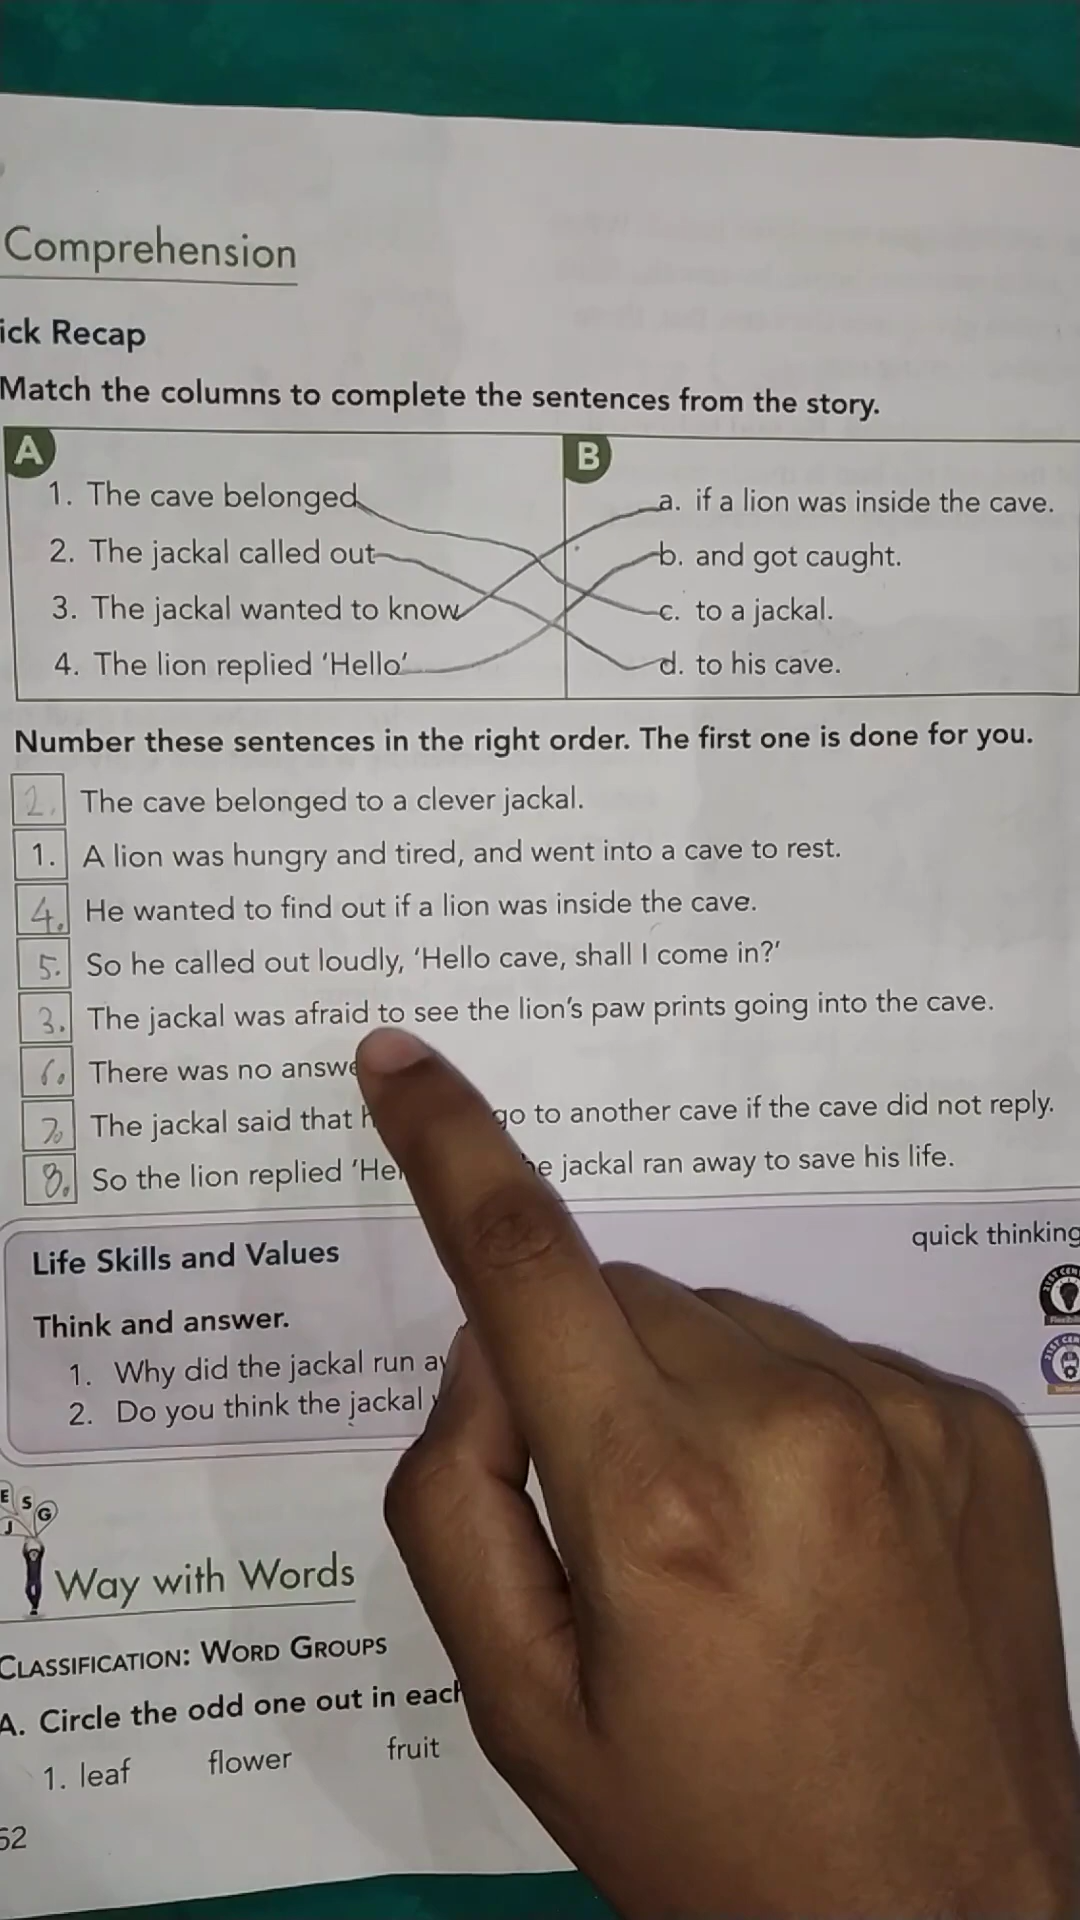 Comprehension
ick Recap
Match the columns to complete the sentences from the story.
A B
1. The cave belonged a. if a lion was inside the cave.
2. The jackal called out b. and got caught.
3. The jackal wanted to know c. to a jackal.
4. The lion replied ‘Hello’ d. to his cave.
Number these sentences in the right order. The first one is done for you.
2. The cave belonged to a clever jackal.
1. A lion was hungry and tired, and went into a cave to rest.
4. He wanted to find out if a lion was inside the cave.
5. So he called out loudly, ‘Hello cave, shall I come in?’
3. The jackal was afraid to see the lion’s paw prints going into the cave.
6. There was no answe
7. The jackal said that h go to another cave if the cave did not reply.
8. So the lion replied ‘Hel he jackal ran away to save his life.
quick thinking
Life Skills and Values
Think and answer.
1. Why did the jackal run a
2. Do you think the jackal
E S G J
Way with Words
CLASSIFICATION: WORD GROUPS
A. Circle the odd one out in each
1. leaf flower fruit
52